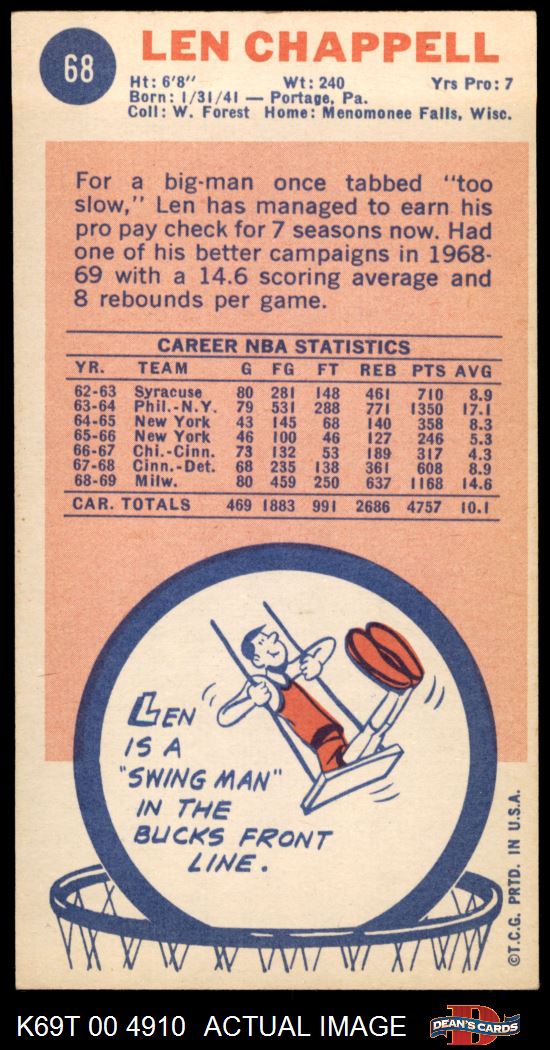 68
LEN CHAPPELL
Ht: 6'8" Wt: 240 Yrs Pro: 7
Born: 1/31/41 — Portage, Pa.
Coll: W. Forest Home: Menomonee Falls, Wisc.
For a big-man once tabbed "too
slow," Len has managed to earn his
pro pay check for 7 seasons now. Had
one of his better campaigns in 1968-
69 with a 14.6 scoring average and
8 rebounds per game.
CAREER NBA STATISTICS
YR. TEAM G FG FT REB PTS AVG
62-63 Syracuse 80 281 148 461 710 8.9
63-64 Phil.-N.Y. 79 531 288 771 1350 17.1
64-65 New York 43 145 68 140 358 8.3
65-66 New York 46 100 46 127 246 5.3
66-67 Chi.-Cinn. 73 132 53 189 317 4.3
67-68 Cinn.-Det. 68 235 138 361 608 8.9
68-69 Milw. 80 459 250 637 1168 14.6
CAR. TOTALS 469 1883 991 2686 4757 10.1
LEN
IS A
"SWING MAN"
IN THE
BUCKS FRONT
LINE.
©T.C.G. PRTD. IN U.S.A.
K69T 00 4910 ACTUAL IMAGE
D
DEAN'S CARDS